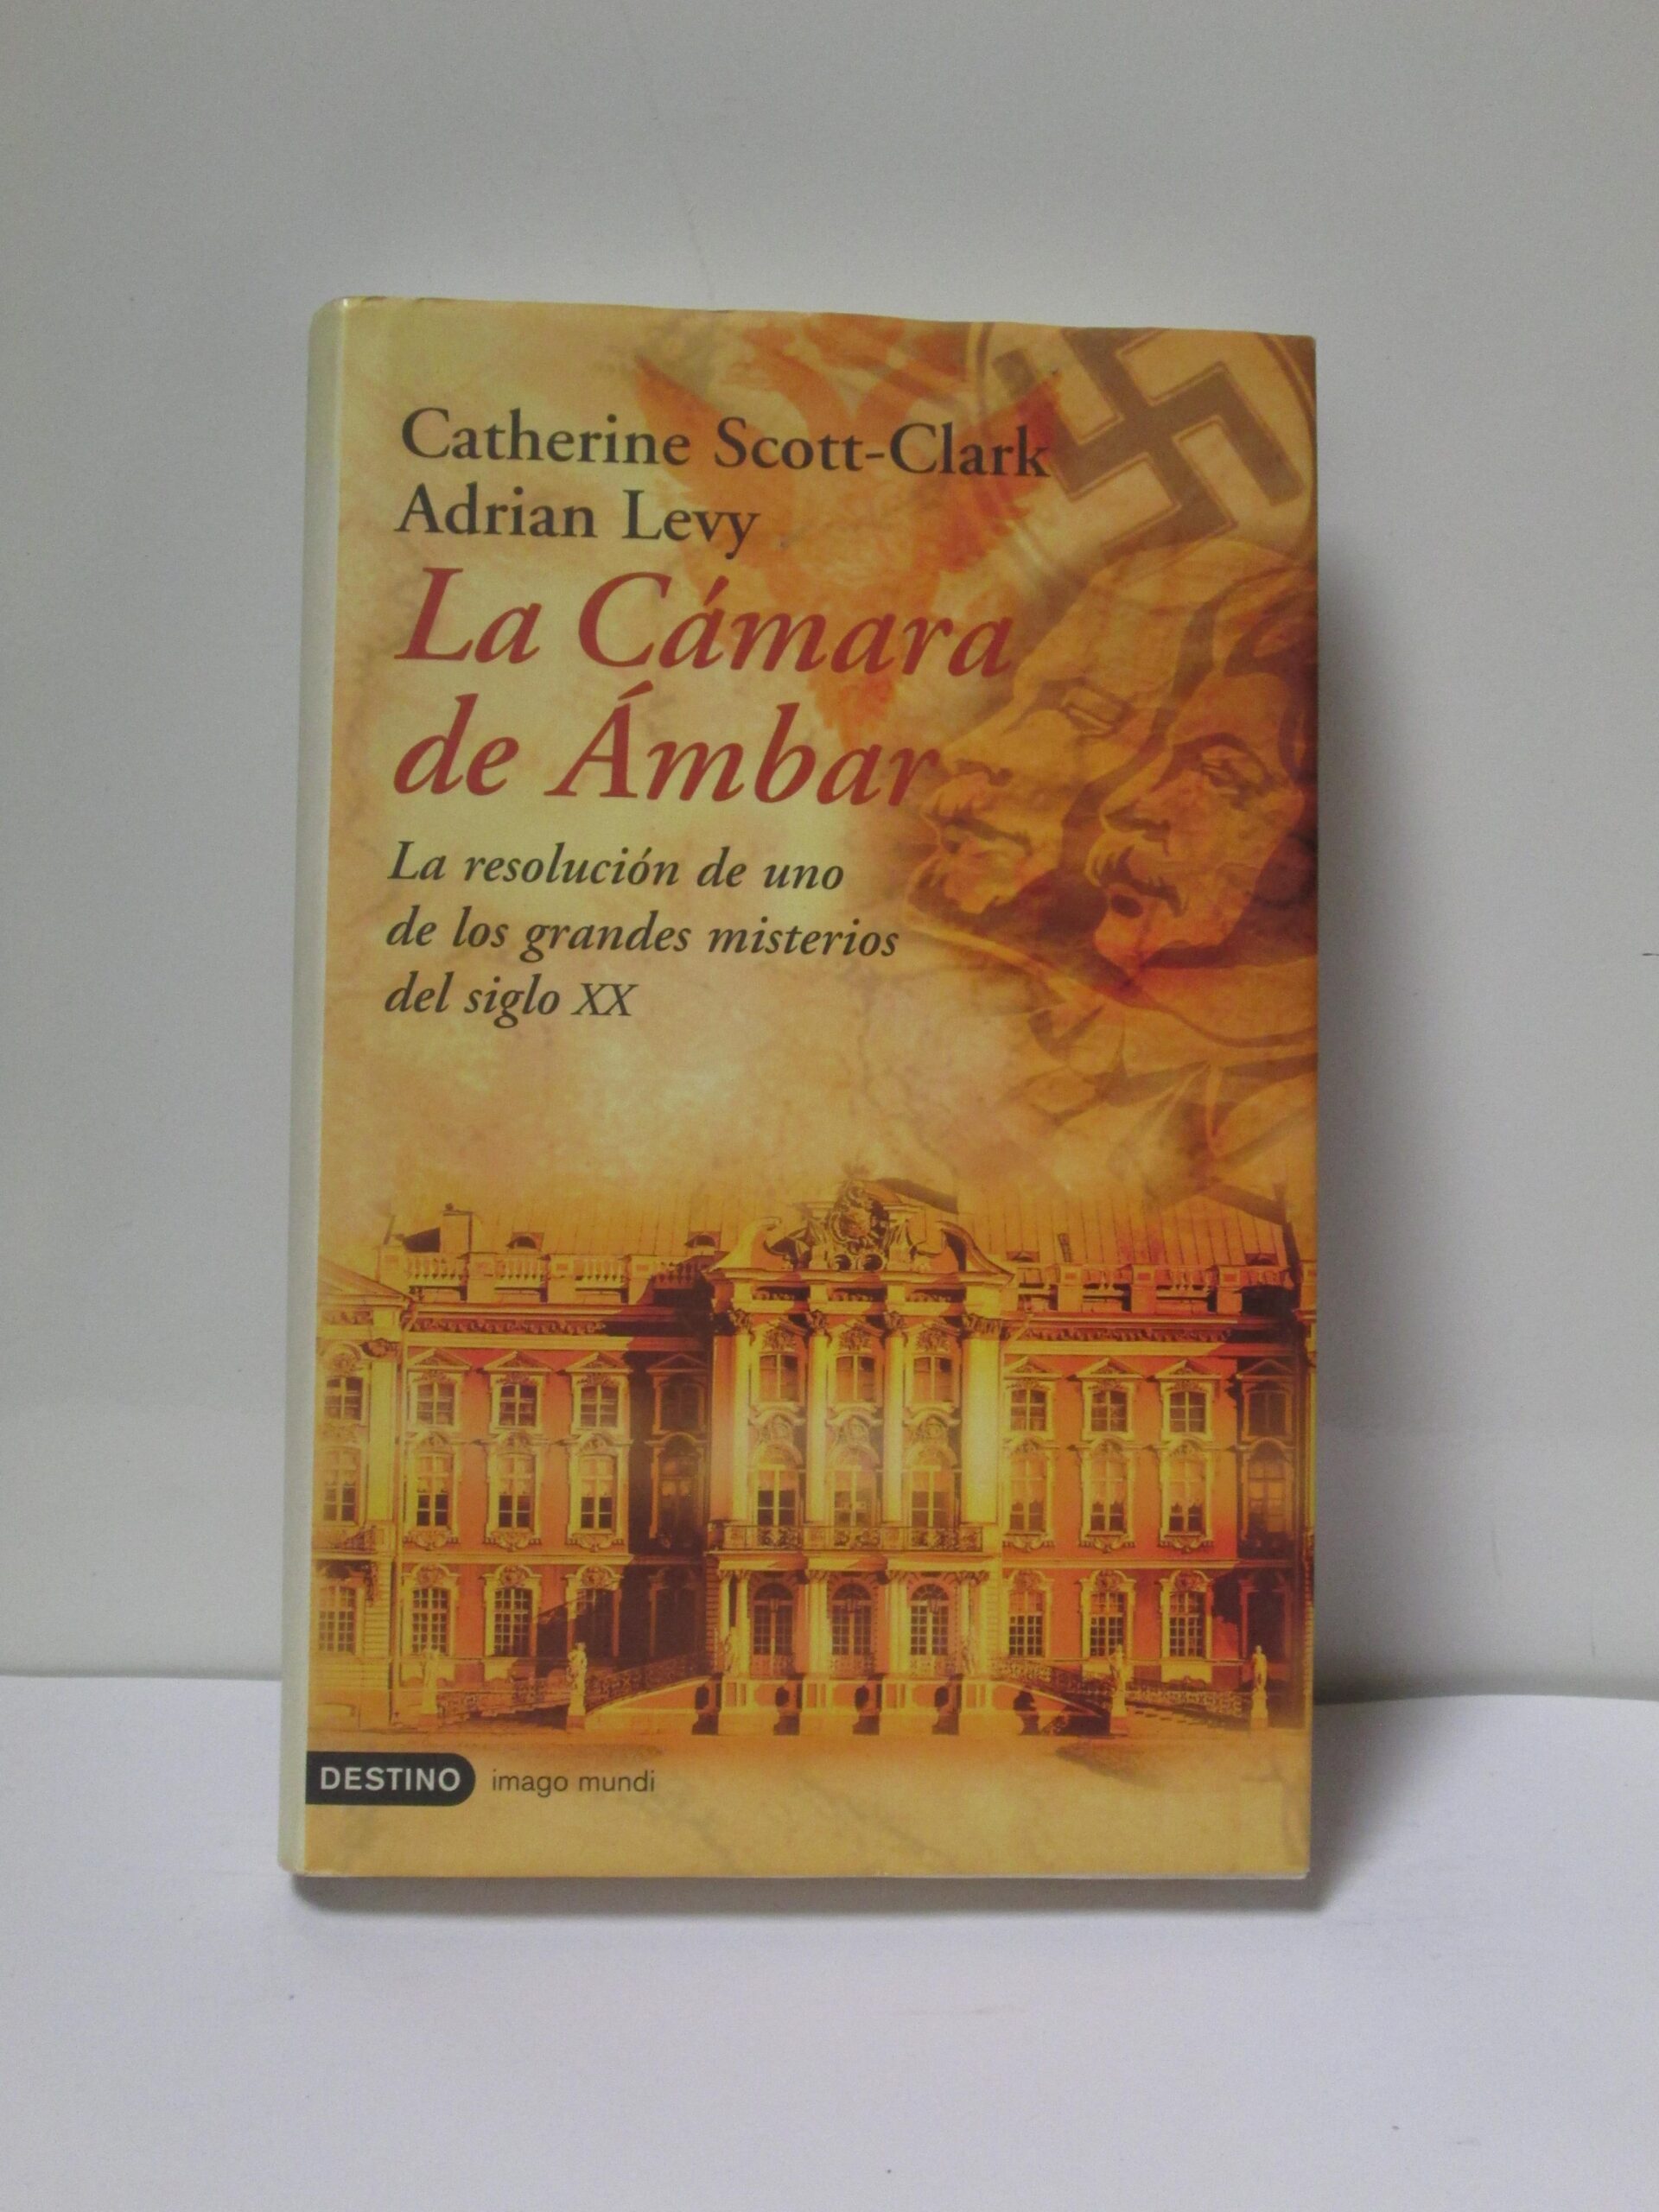 Catherine Scott-Clark
Adrian Levy
La Cámara
de Ámbar
La resolución de uno
de los grandes misterios
del siglo XX
DESTINO imago mundi